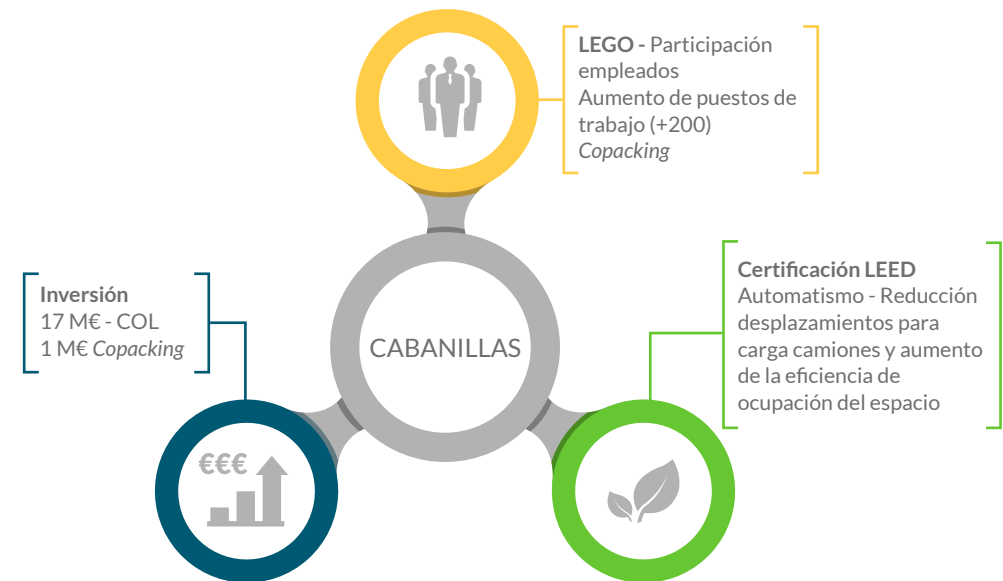 LEGO - Participación
empleados
Aumento de puestos de
trabajo (+200)
Copacking
Certificación LEED
Automatismo - Reducción
desplazamientos para
carga camiones y aumento
de la eficiencia de
ocupación del espacio
Inversión
17 M€ - COL
1 M€ Copacking
CABANILLAS
€€€